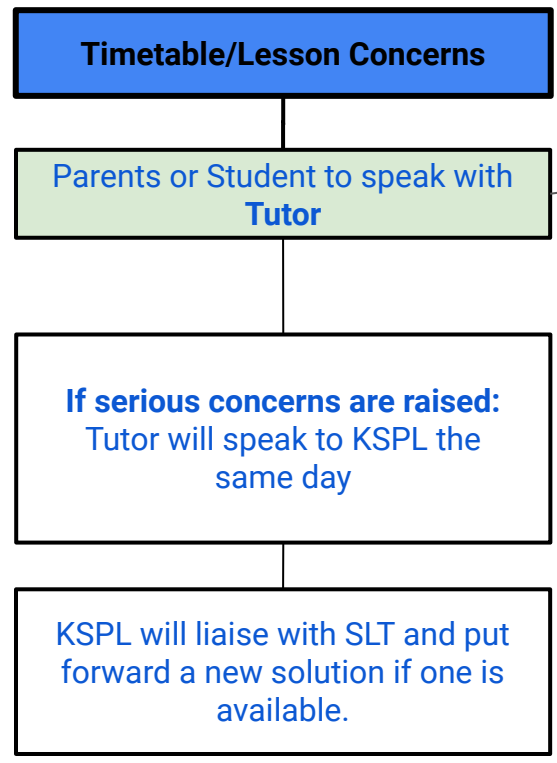 Timetable/Lesson Concerns
Parents or Student to speak with
Tutor
If serious concerns are raised:
Tutor will speak to KSPL the
same day
KSPL will liaise with SLT and put
forward a new solution if one is
available.